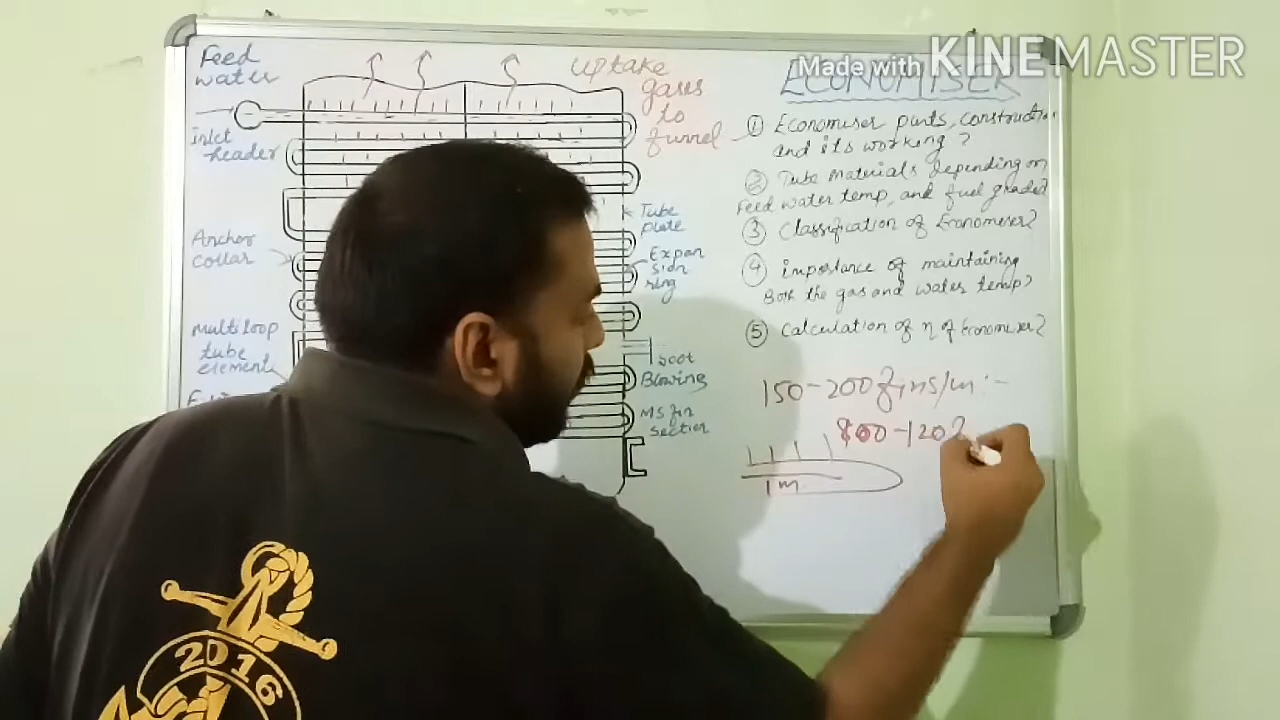 Made with KINEMASTER
Feed
water
uptake
gases
to
funnel
inlet
header
Anchor
collar
Multiloop
tube
element
Tube
plate
Expan
sion
ring
soot
Blowing
MS fin
section
ECONOMISER
① Economiser parts, construction
and its working?
② Tube materials depending on
Feed water temp, and fuel grade?
③ Classification of Economiser?
④ importance of maintaining
Both the gas and water temp?
⑤ Calculation of η of Economiser?
150-200 fins/m:-
800-120
1m
2016